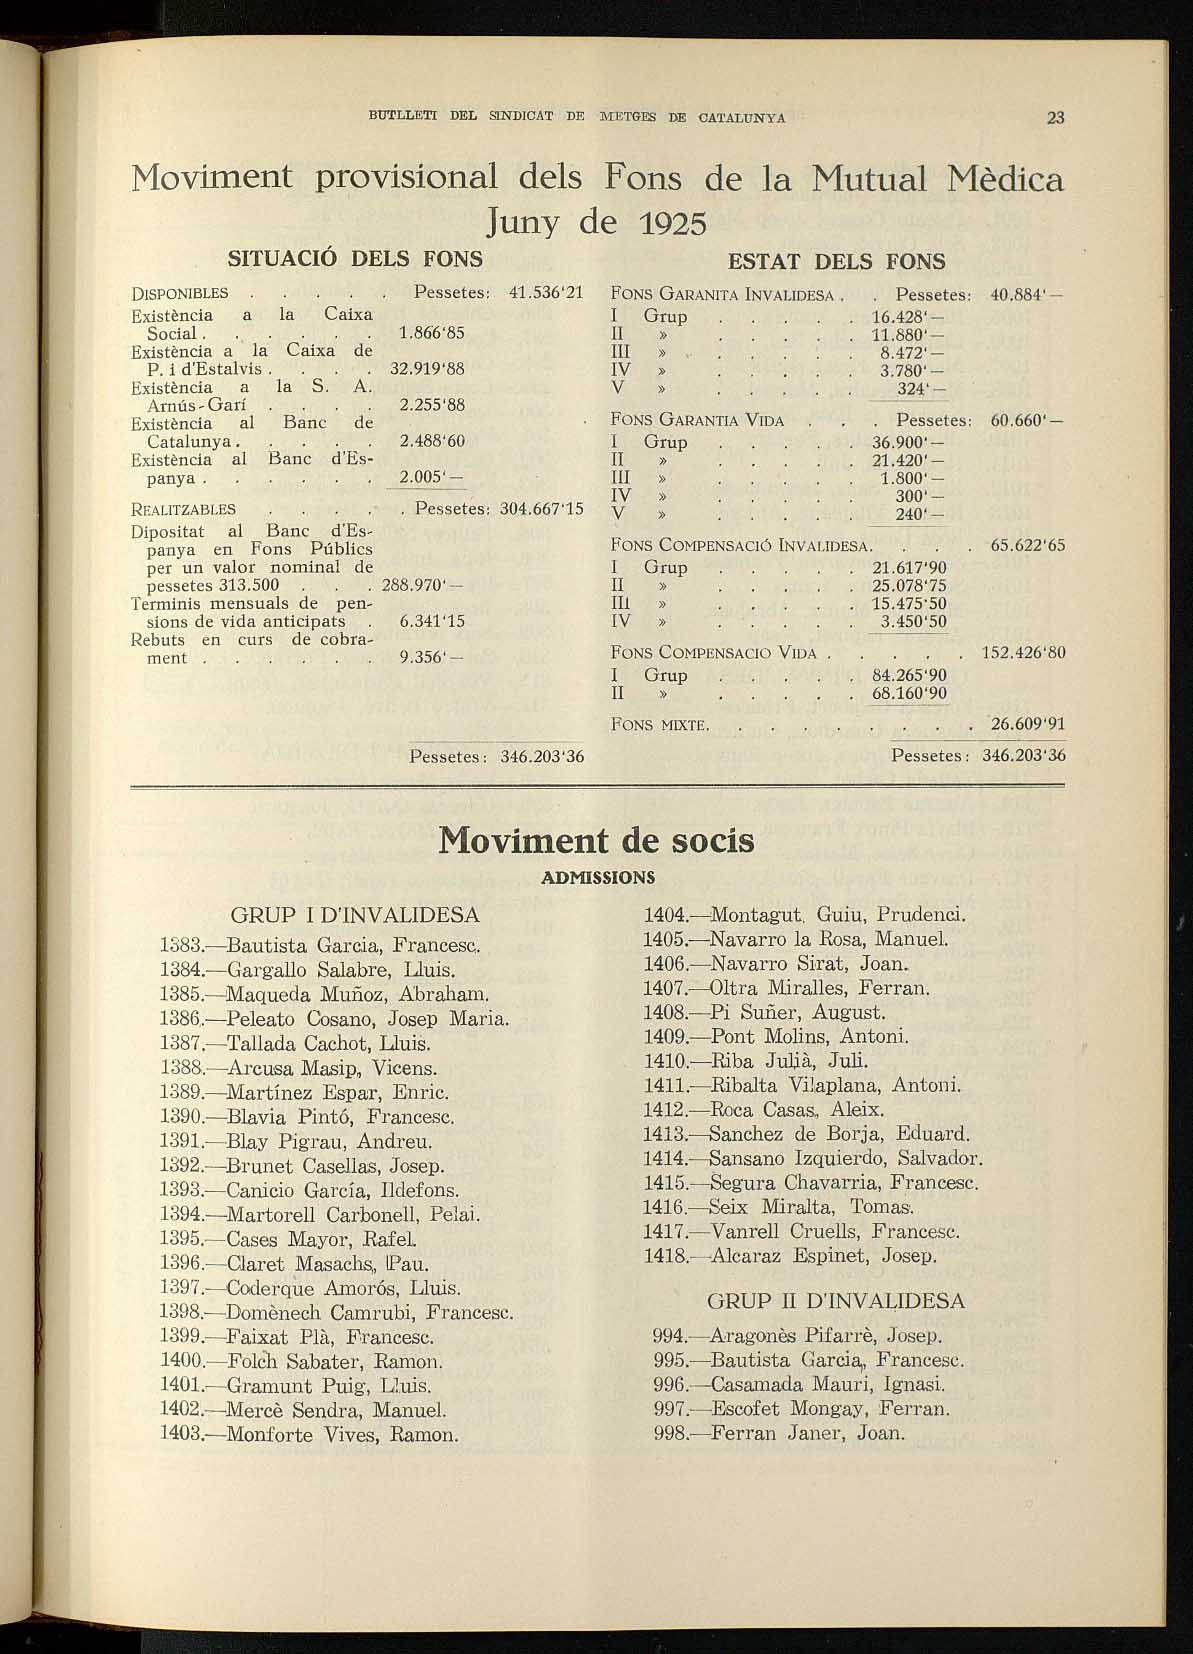 BUTLLETI DEL SINDICAT DE METGES DE CATALUNYA 23
Moviment provisional dels Fons de la Mutual Mèdica
Juny de 1925
SITUACIÓ DELS FONS
DISPONIBLES . . . . . Pessetes: 41.536'21
Existència a la Caixa
Social . . . . . . 1.866'85
Existència a la Caixa de
P. i d'Estalvis . . . . 32.919'88
Existència a la S. A.
Arnús-Garí . . . . 2.255'88
Existència al Banc de
Catalunya . . . . . 2.488'60
Existència al Banc d'Es-
panya . . . . . . 2.005'—
REALITZABLES . . . . . Pessetes: 304.667'15
Dipositat al Banc d'Es-
panya en Fons Públics
per un valor nominal de
pessetes 313.500 . . . 288.970'—
Terminis mensuals de pen-
sions de vida anticipats . 6.341'15
Rebuts en curs de cobra-
ment . . . . . . 9.356'—
Pessetes: 346.203'36
ESTAT DELS FONS
FONS GARANITA INVALIDESA . . Pessetes: 40.884'—
I Grup . . . . . 16.428'—
II » . . . . . 11.880'—
III » . . . . . . 8.472'—
IV » . . . . . 3.780'—
V » . . . . . 324'—
FONS GARANTIA VIDA . . . Pessetes: 60.660'—
I Grup . . . . . 36.900'—
II » . . . . . 21.420'—
III » . . . . . 1.800'—
IV » . . . . . 300'—
V » . . . . . 240'—
FONS COMPENSACIÓ INVALIDESA. . . . 65.622'65
I Grup . . . . . 21.617'90
II » . . . . . 25.078'75
III » . . . . . 15.475'50
IV » . . . . . 3.450'50
FONS COMPENSACIO VIDA . . . . . 152.426'80
I Grup . . . . . 84.265'90
II » . . . . . 68.160'90
FONS MIXTE. . . . . . . . . 26.609'91
Pessetes: 346.203'36
Moviment de socis
ADMISSIONS
GRUP I D'INVALIDESA
1383.—Bautista Garcia, Francesc.
1384.—Gargallo Salabre, Lluis.
1385.—Maqueda Muñoz, Abraham.
1386.—Peleato Cosano, Josep Maria.
1387.—Tallada Cachot, Lluis.
1388.—Arcusa Masip, Vicens.
1389.—Martínez Espar, Enric.
1390.—Blavia Pintó, Francesc.
1391.—Blay Pigrau, Andreu.
1392.—Brunet Casellas, Josep.
1393.—Canicio García, Ildefons.
1394.—Martorell Carbonell, Pelai.
1395.—Cases Mayor, Rafel.
1396.—Claret Masachs, Pau.
1397.—Coderque Amorós, Lluis.
1398.—Domènech Camrubi, Francesc.
1399.—Faixat Plà, Francesc.
1400.—Folch Sabater, Ramon.
1401.—Gramunt Puig, Lluis.
1402.—Mercè Sendra, Manuel.
1403.—Monforte Vives, Ramon.
1404.—Montagut, Guiu, Prudenci.
1405.—Navarro la Rosa, Manuel.
1406.—Navarro Sirat, Joan.
1407.—Oltra Miralles, Ferran.
1408.—Pi Suñer, August.
1409.—Pont Molins, Antoni.
1410.—Riba Julià, Juli.
1411.—Ribalta Vilaplana, Antoni.
1412.—Roca Casas, Aleix.
1413.—Sanchez de Borja, Eduard.
1414.—Sansano Izquierdo, Salvador.
1415.—Segura Chavarria, Francesc.
1416.—Seix Miralta, Tomas.
1417.—Vanrell Cruells, Francesc.
1418.—Alcaraz Espinet, Josep.
GRUP II D'INVALIDESA
994.—Aragonès Pifarrè, Josep.
995.—Bautista Garcia, Francesc.
996.—Casamada Mauri, Ignasi.
997.—Escofet Mongay, Ferran.
998.—Ferran Janer, Joan.